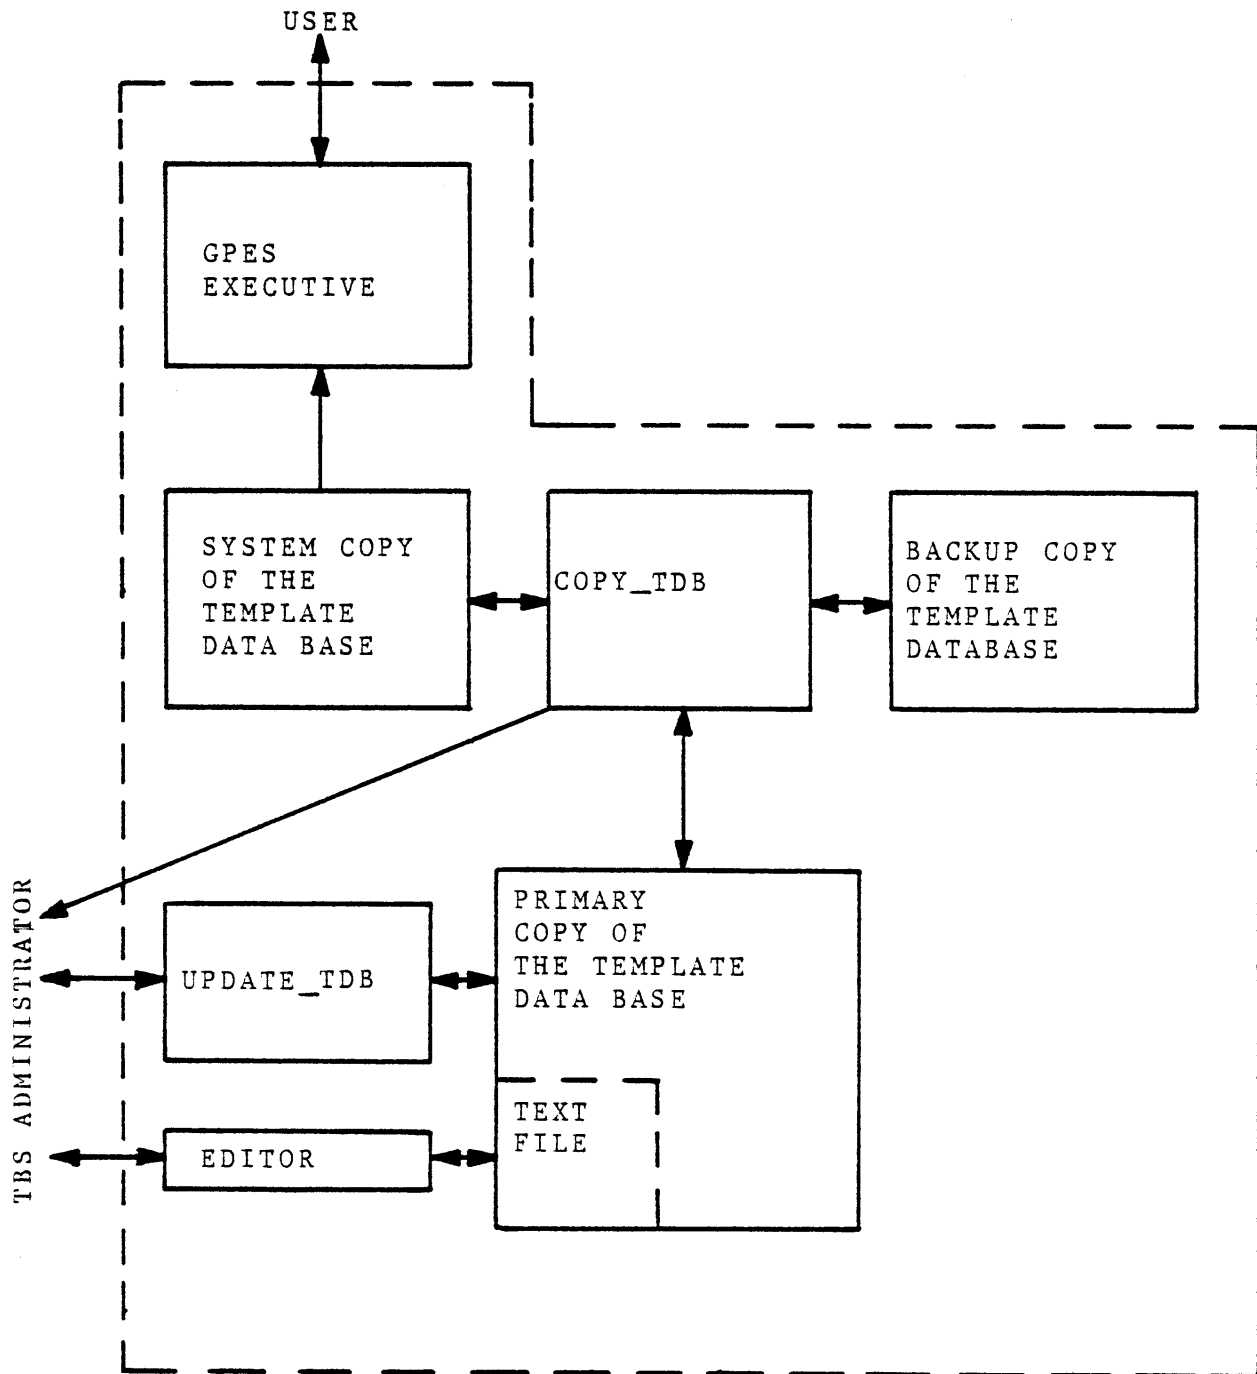 USER
GPES
EXECUTIVE
SYSTEM COPY
OF THE
TEMPLATE
DATA BASE
COPY_TDB
BACKUP COPY
OF THE
TEMPLATE
DATABASE
TBS ADMINISTRATOR
UPDATE_TDB
PRIMARY
COPY OF
THE TEMPLATE
DATA BASE
EDITOR
TEXT
FILE